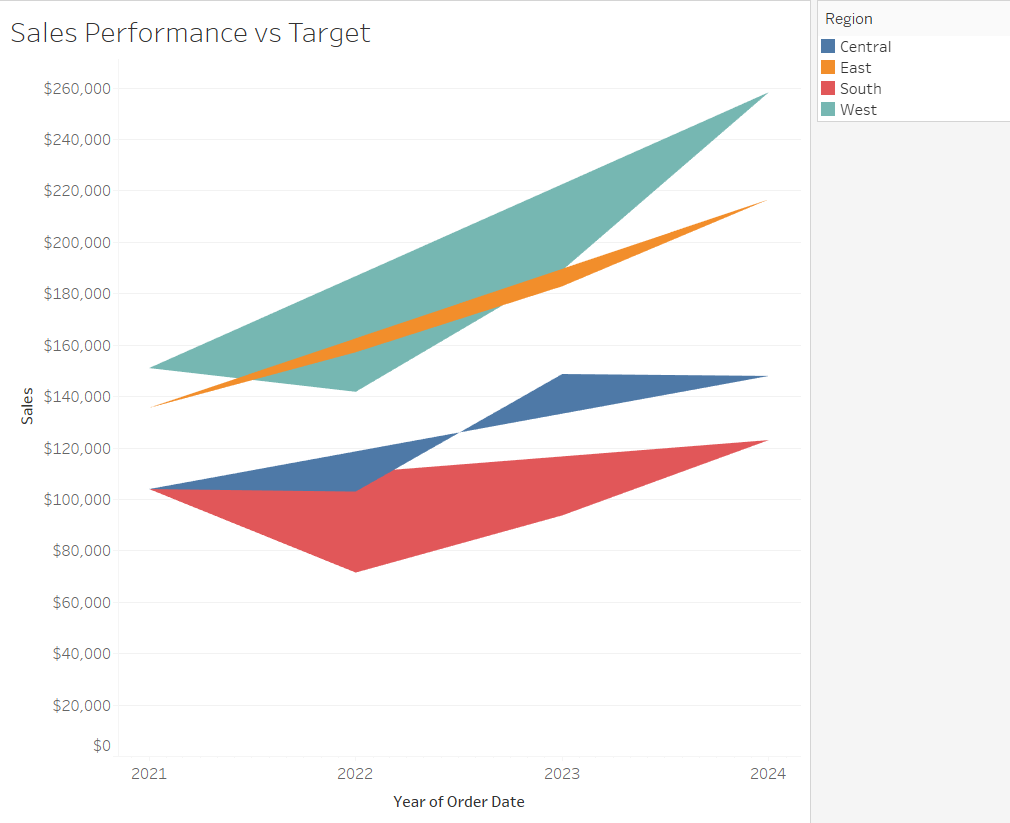 Sales Performance vs Target
Region
Central
East
South
West
$260,000
$240,000
$220,000
$200,000
$180,000
$160,000
$140,000
$120,000
$100,000
$80,000
$60,000
$40,000
$20,000
$0
Sales
2021 2022 2023 2024
Year of Order Date